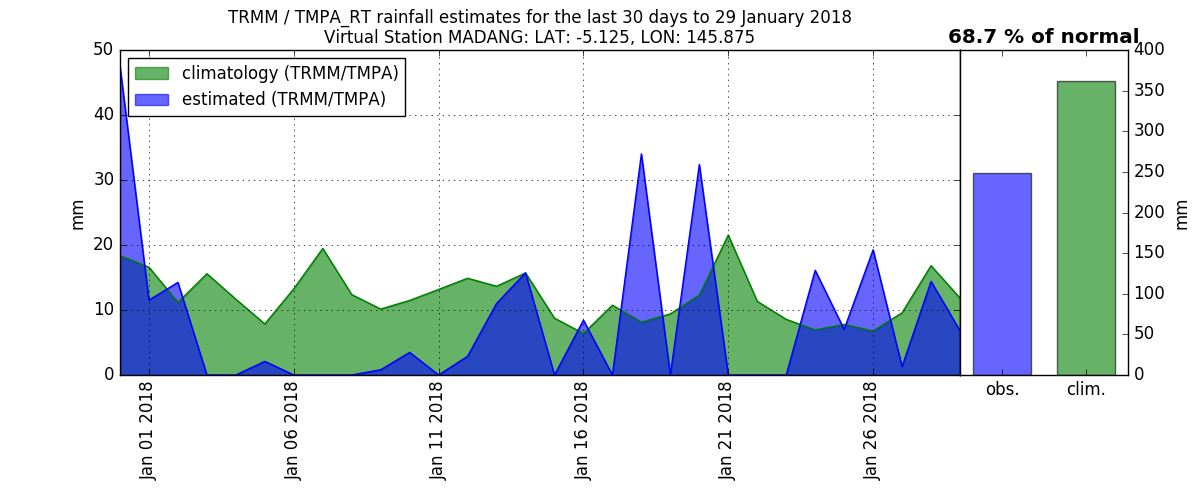 TRMM / TMPA_RT rainfall estimates for the last 30 days to 29 January 2018
Virtual Station MADANG: LAT: -5.125, LON: 145.875
68.7 % of normal
climatology (TRMM/TMPA)
estimated (TRMM/TMPA)
50
40
30
20
10
0
mm
Jan 01 2018
Jan 06 2018
Jan 11 2018
Jan 16 2018
Jan 21 2018
Jan 26 2018
obs.
clim.
400
350
300
250
200
150
100
50
0
mm